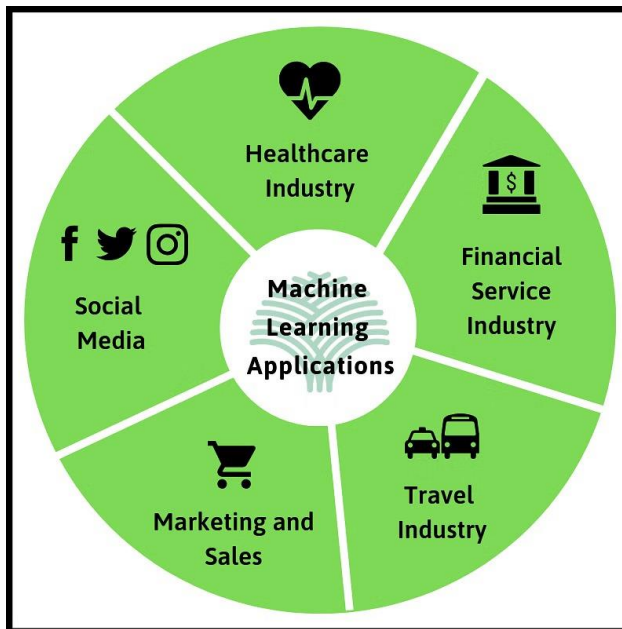 Healthcare
Industry
Financial
Service
Industry
Travel
Industry
Marketing and
Sales
Social
Media
Machine
Learning
Applications